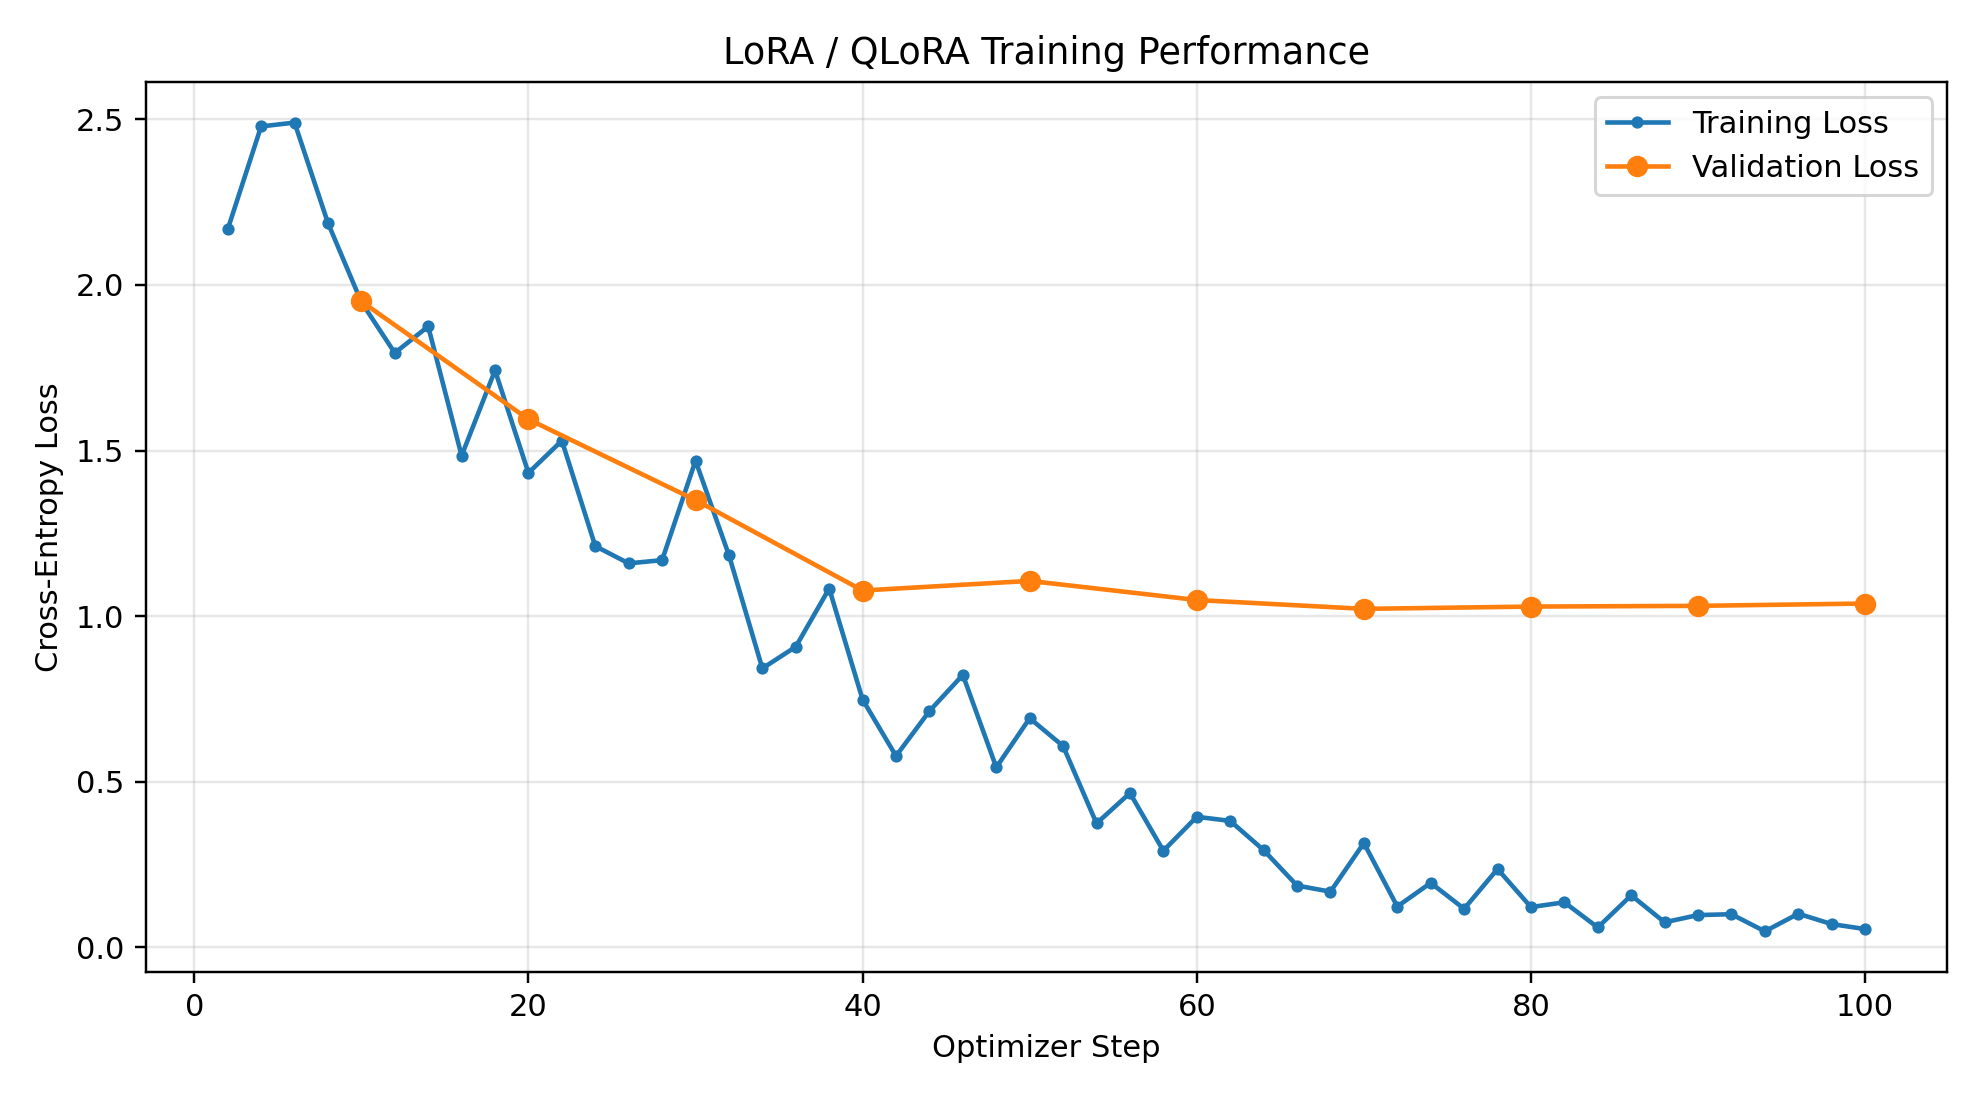 LoRA / QLoRA Training Performance
Training Loss
Validation Loss
Cross-Entropy Loss
2.5
2.0
1.5
1.0
0.5
0.0
0 20 40 60 80 100
Optimizer Step